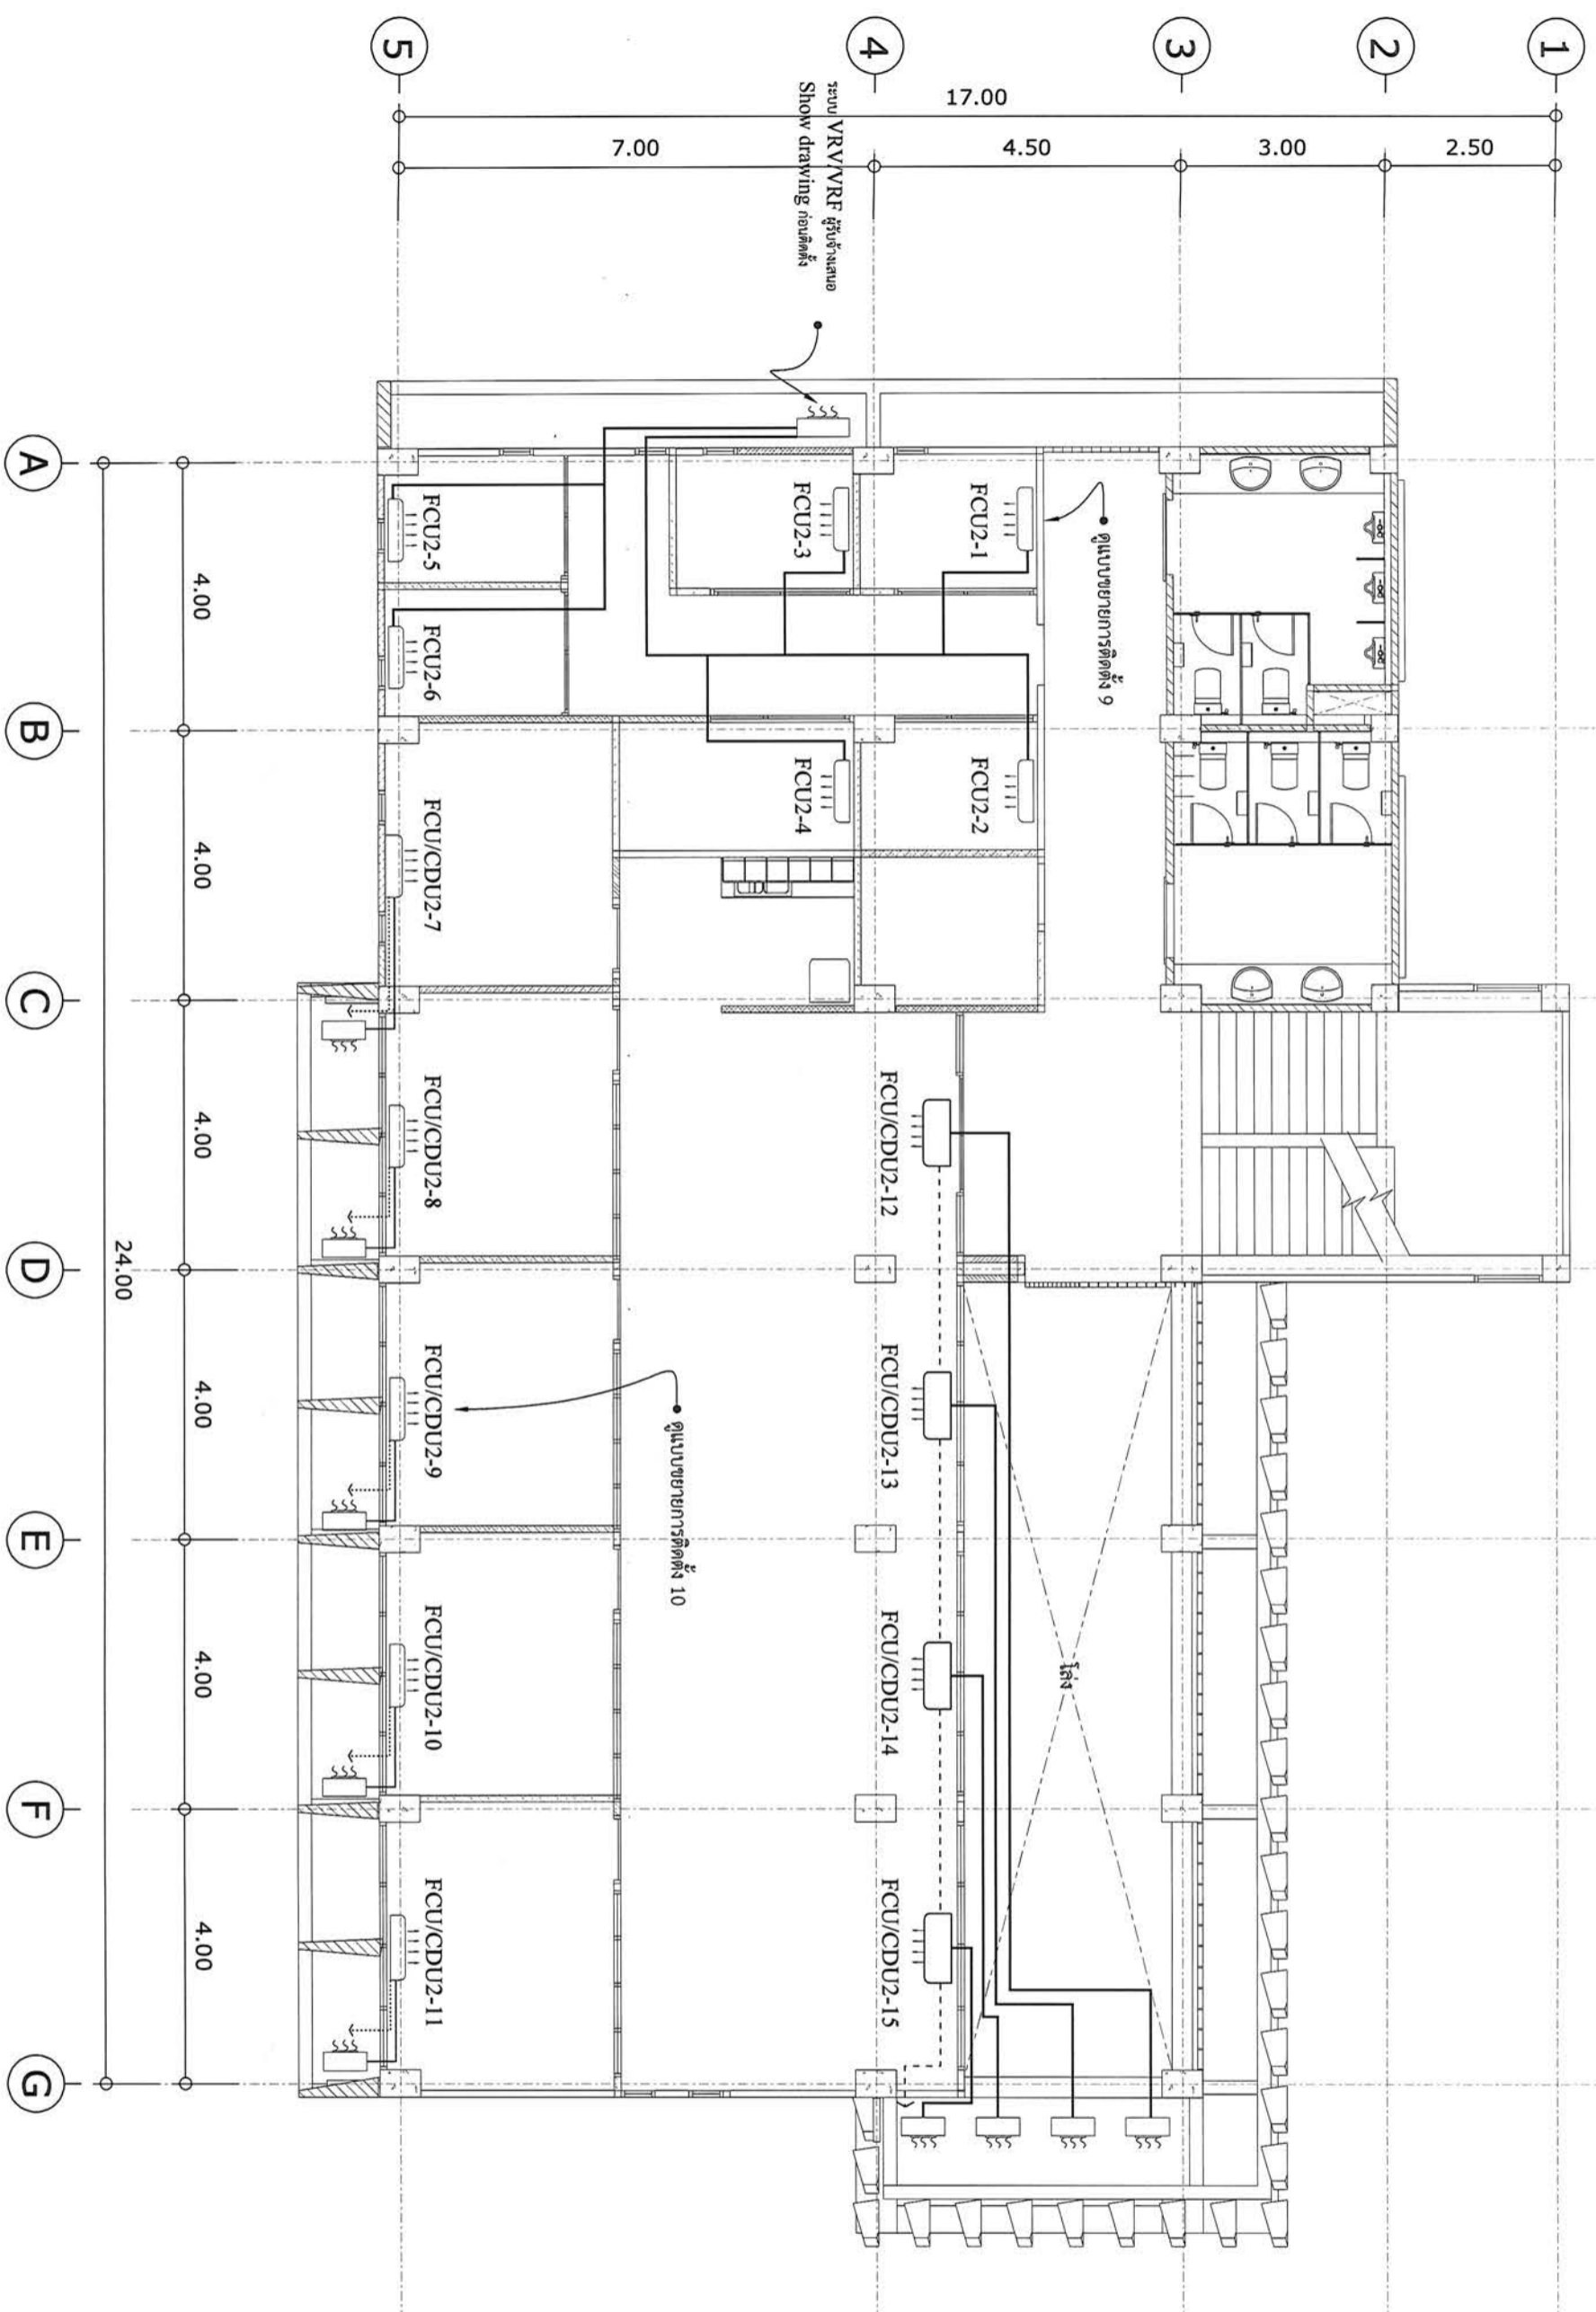 1
2
3
4
5
17.00
2.50
3.00
4.50
7.00
ระบบ VRV/VRF ผู้รับจ้างเสนอ
Show drawing ก่อนติดตั้ง
ดูแบบขยายการติดตั้ง 9
FCU2-1
FCU2-3
FCU2-5
FCU2-6
FCU2-2
FCU2-4
FCU/CDU2-7
FCU/CDU2-8
FCU/CDU2-12
FCU/CDU2-9
FCU/CDU2-13
ดูแบบขยายการติดตั้ง 10
FCU/CDU2-10
FCU/CDU2-14
โล่ง
FCU/CDU2-11
FCU/CDU2-15
4.00
4.00
4.00
4.00
4.00
4.00
24.00
A
B
C
D
E
F
G